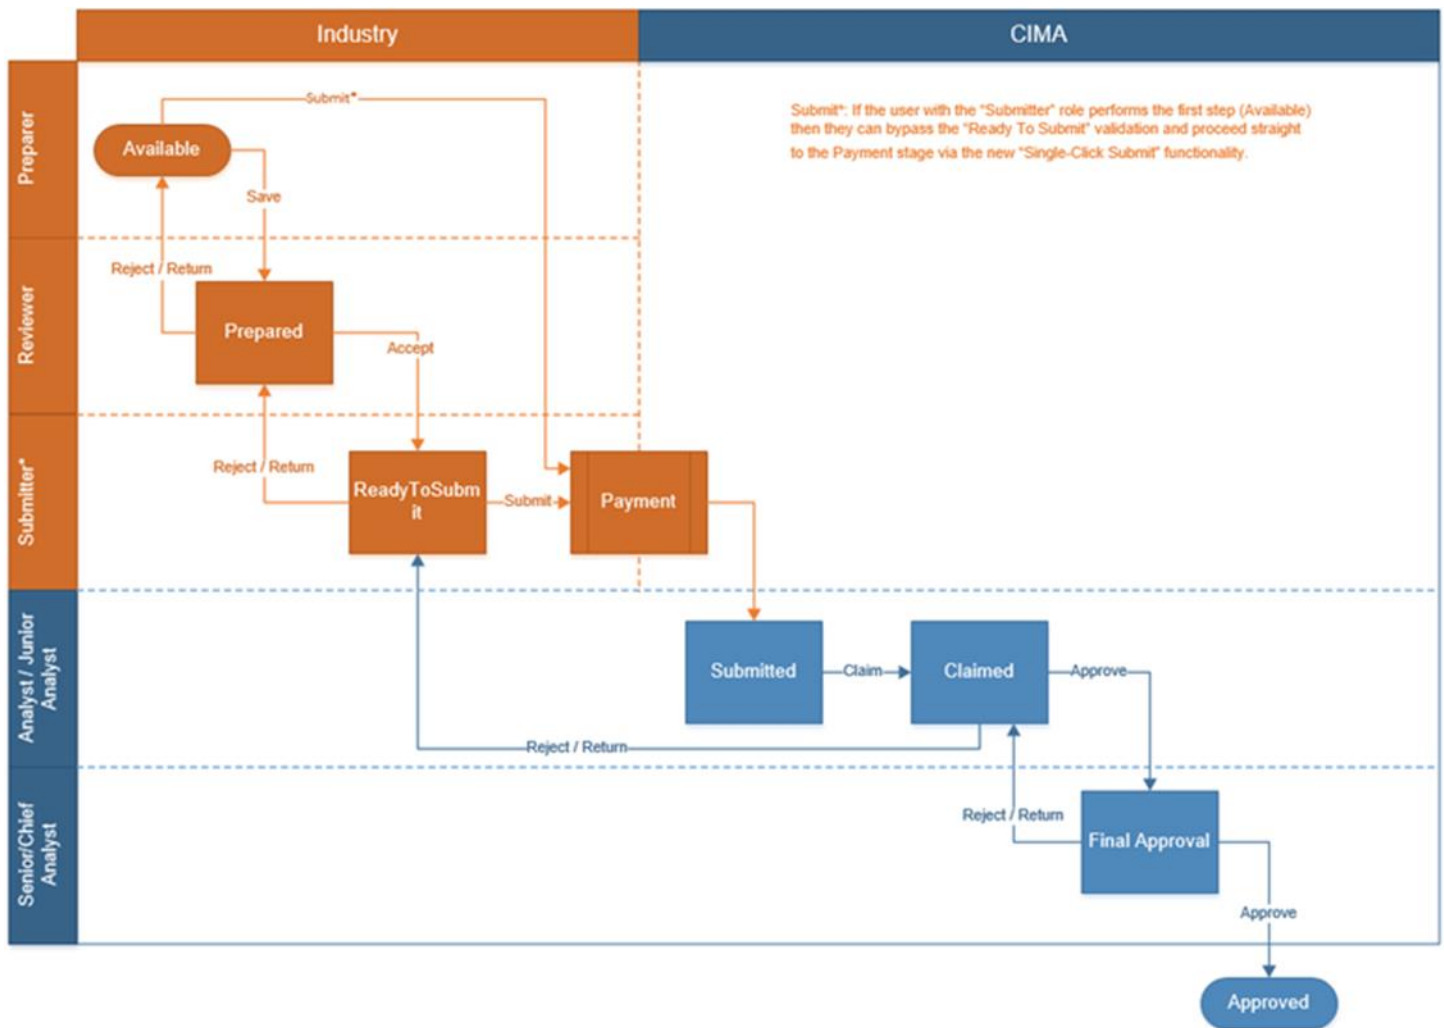 Industry
CIMA
Preparer
Submit*
Submit*: If the user with the "Submitter" role performs the first step (Available)
then they can bypass the "Ready To Submit" validation and proceed straight
to the Payment stage via the new "Single-Click Submit" functionality.
Available
Save
Reviewer
Reject / Return
Prepared
Accept
Submitter*
Reject / Return
ReadyToSubm
it
Submit
Payment
Analyst / Junior
Analyst
Submitted
Claim
Claimed
Approve
Reject / Return
Senior/Chief
Analyst
Reject / Return
Final Approval
Approve
Approved